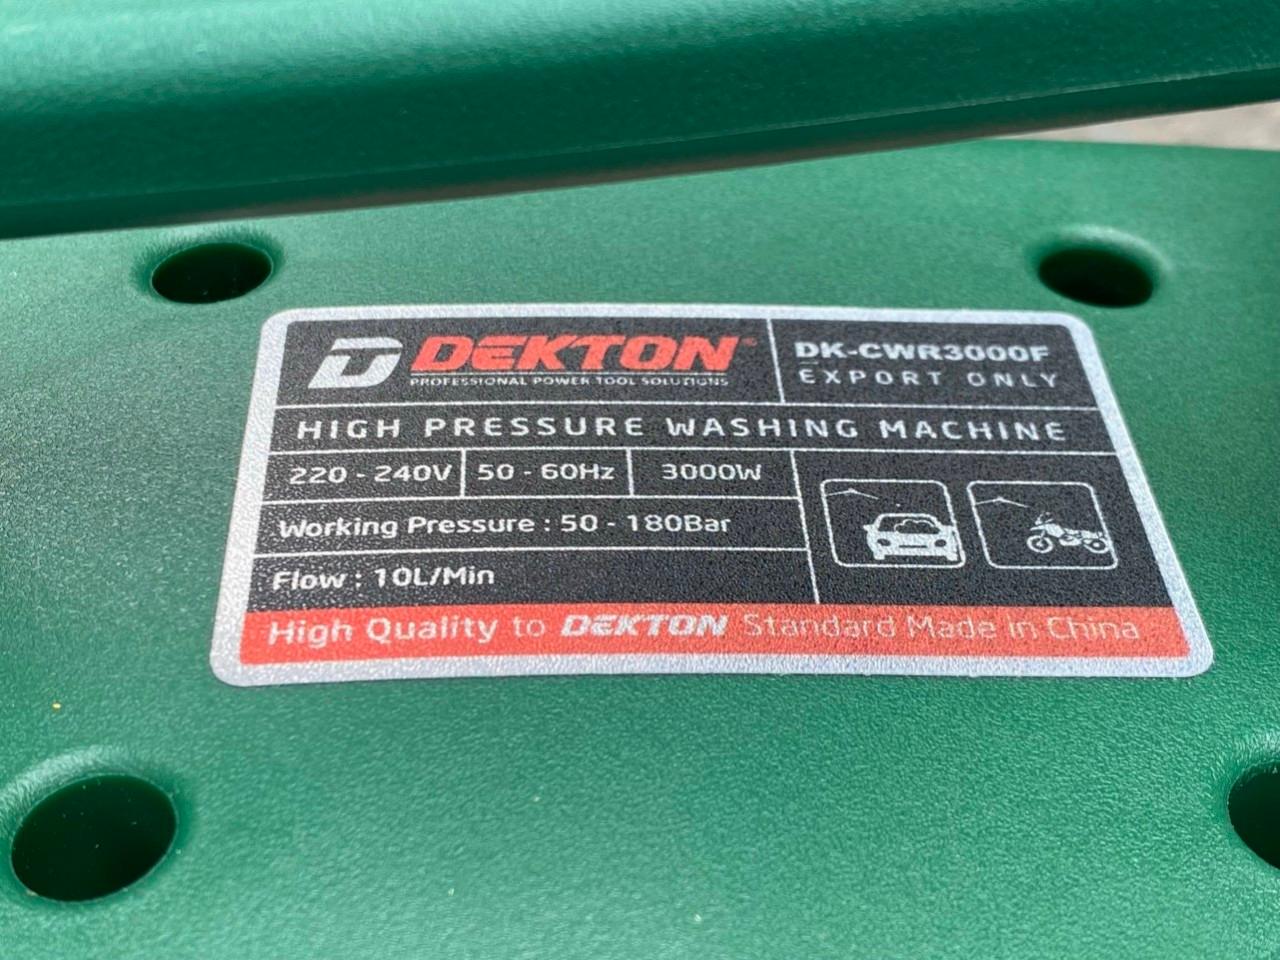 D DEKTON®
PROFESSIONAL POWER TOOL SOLUTIONS
DK-CWR3000F
EXPORT ONLY
HIGH PRESSURE WASHING MACHINE
220 - 240V 50 - 60Hz 3000W
Working Pressure : 50 - 180Bar
Flow : 10L/Min
High Quality to DEKTON Standard Made in China